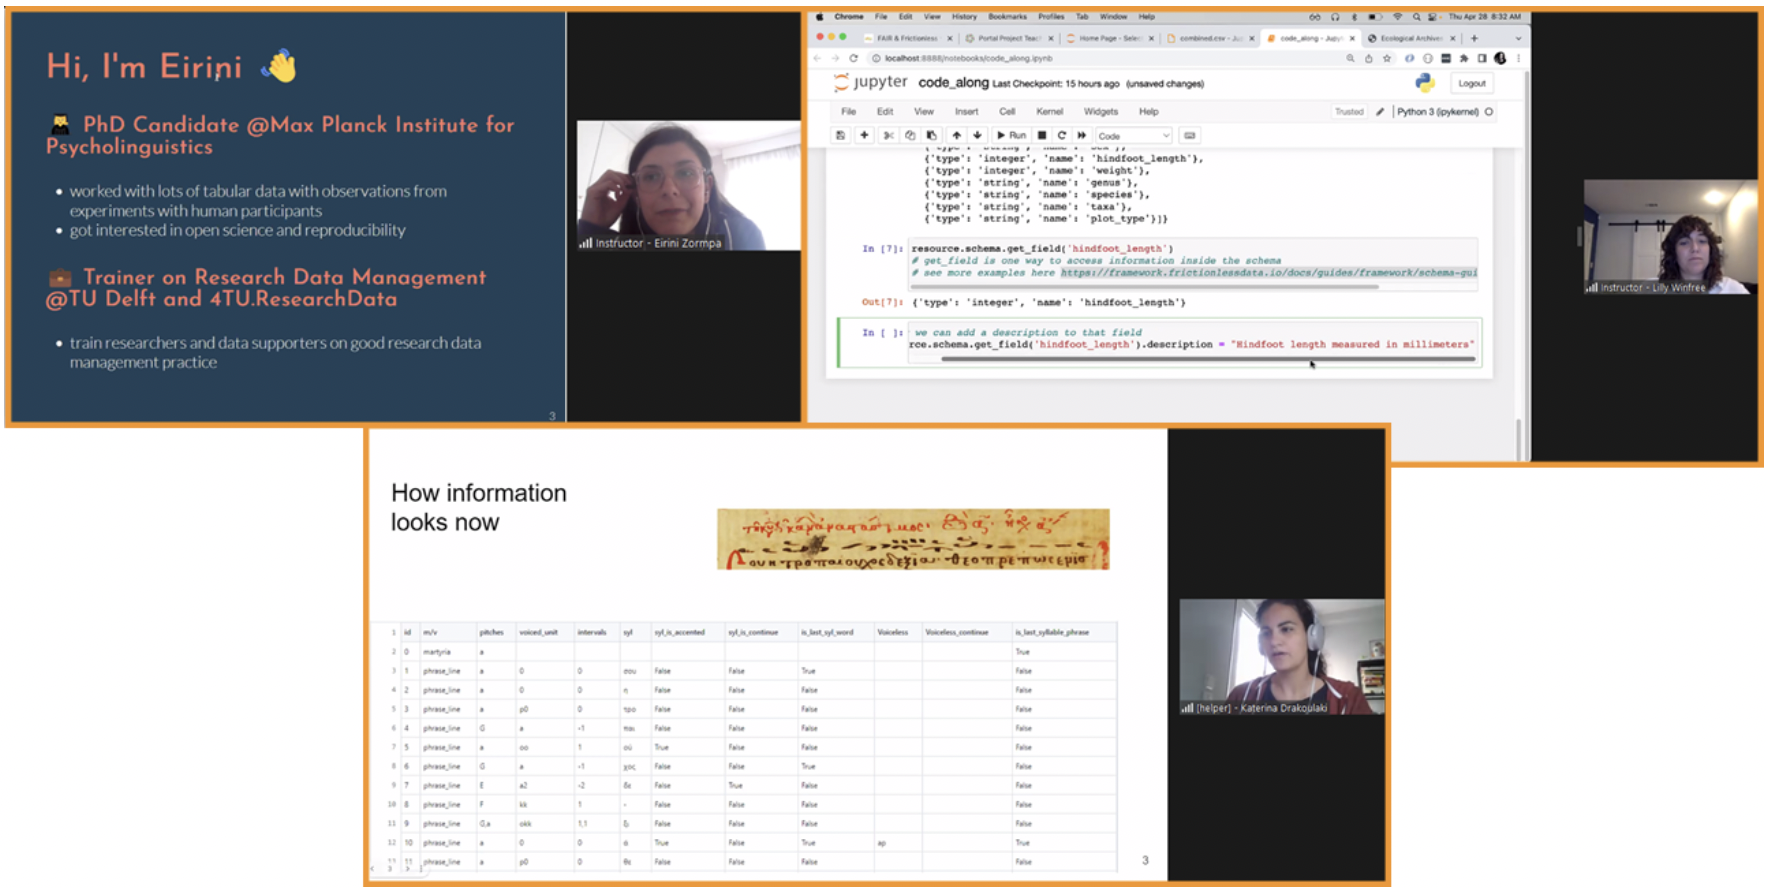 Hi, I'm Eirini
PhD Candidate @Max Planck Institute for
Psycholinguistics
worked with lots of tabular data with observations from
experiments with human participants
got interested in open science and reproducibility
Trainer on Research Data Management
@TU Delft and 4TU.ResearchData
train researchers and data supporters on good research data
management practice
3
Instructor - Eirini Zormpa
Chrome File Edit View History Bookmarks Profiles Tab Window Help Thu Apr 28 8:32 AM
FAIR & Frictionless Portal Project Teac Home Page - Selec combined.csv - Ju code_along - Jupy Ecological Archives
localhost:8888/notebooks/code_along.ipynb
jupyter code_along Last Checkpoint: 15 hours ago (unsaved changes) Logout
File Edit View Insert Cell Kernel Widgets Help Trusted Python 3 (ipykernel)
Run Code
{'type': 'integer', 'name': 'hindfoot_length'},
{'type': 'integer', 'name': 'weight'},
{'type': 'string', 'name': 'genus'},
{'type': 'string', 'name': 'species'},
{'type': 'string', 'name': 'taxa'},
{'type': 'string', 'name': 'plot_type'}]}
In [7]: resource.schema.get_field('hindfoot_length')
# get_field is one way to access information inside the schema
# see more examples here https://framework.frictionlessdata.io/docs/guides/framework/schema-gui
Out[7]: {'type': 'integer', 'name': 'hindfoot_length'}
In [ ]: we can add a description to that field
rce.schema.get_field('hindfoot_length').description = "Hindfoot length measured in millimeters"
Instructor - Lilly Winfree
How information
looks now
1 id m/v pitches voiced_unit intervals syl syl_is_accented syl_is_continue is_last_syl_word Voiceless Voiceless_continue is_last_syllable_phrase
2 0 martyria a True
3 1 phrase_line a 0 0 σου False False True False
4 2 phrase_line a 0 0 η False False False False
5 3 phrase_line a p0 0 τρο False False False False
6 4 phrase_line G a -1 παι False False False False
7 5 phrase_line a oo 1 ού True False False False
8 6 phrase_line G a -1 χος False False True False
9 7 phrase_line E a2 -2 δε False True False False
10 8 phrase_line F kk 1 - False False False False
11 9 phrase_line G,a okk 1,1 ξι False False False False
12 10 phrase_line a 0 0 ά True False True ap True
13 11 phrase_line a p0 0 θε False False False False
3
[helper] - Katerina Drakoulaki